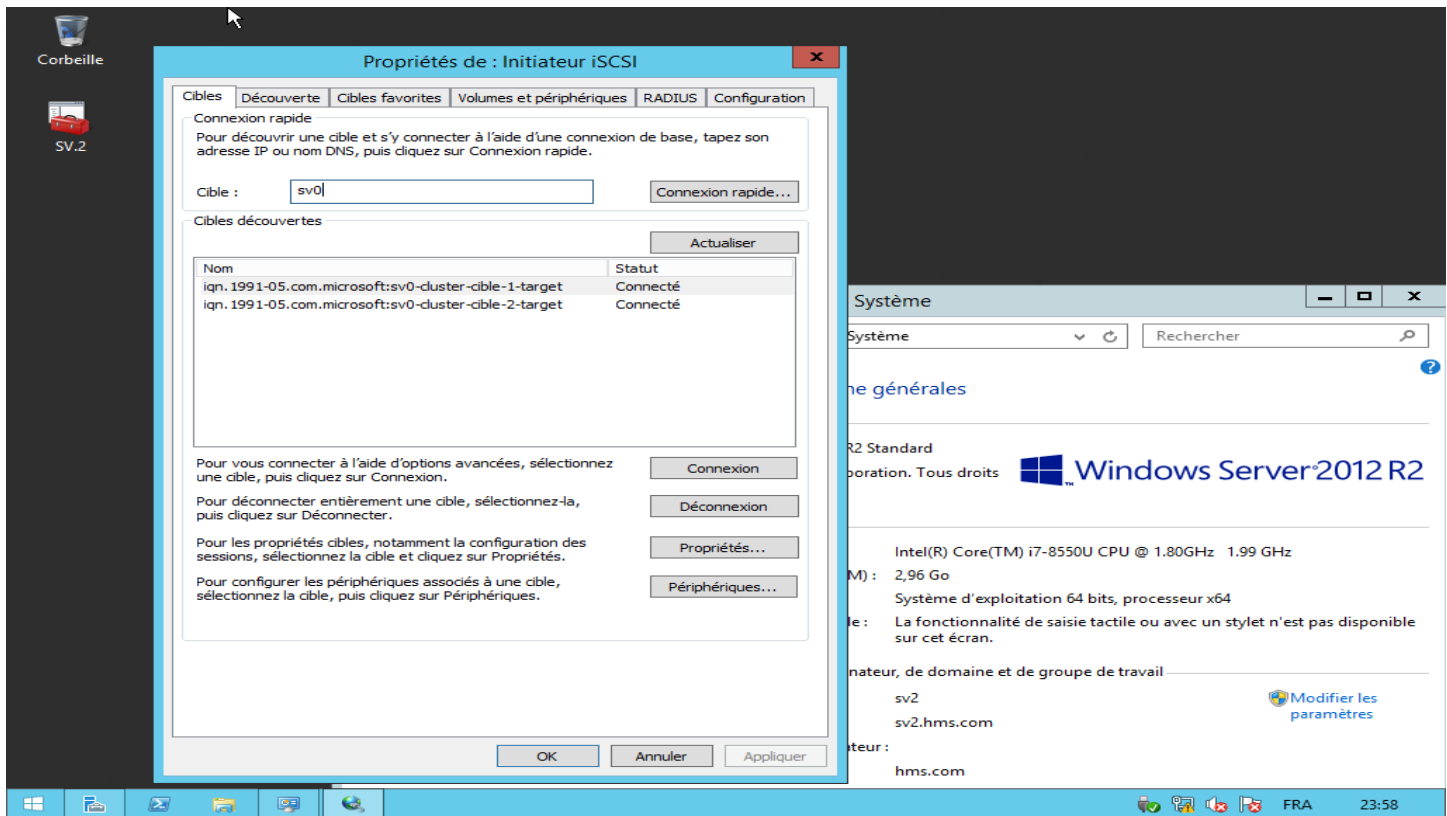 Corbeille
SV.2
Propriétés de : Initiateur iSCSI
x
Cibles Découverte Cibles favorites Volumes et périphériques RADIUS Configuration
Connexion rapide
Pour découvrir une cible et s'y connecter à l'aide d'une connexion de base, tapez son
adresse IP ou nom DNS, puis cliquez sur Connexion rapide.
Cible : sv0 Connexion rapide...
Cibles découvertes
Actualiser
Nom Statut
iqn.1991-05.com.microsoft:sv0-cluster-cible-1-target Connecté
iqn.1991-05.com.microsoft:sv0-cluster-cible-2-target Connecté
Pour vous connecter à l'aide d'options avancées, sélectionnez
une cible, puis cliquez sur Connexion.
Connexion
Pour déconnecter entièrement une cible, sélectionnez-la,
puis cliquez sur Déconnecter.
Déconnexion
Pour les propriétés cibles, notamment la configuration des
sessions, sélectionnez la cible et cliquez sur Propriétés.
Propriétés...
Pour configurer les périphériques associés à une cible,
sélectionnez la cible, puis cliquez sur Périphériques.
Périphériques...
OK Annuler Appliquer
Système
x
Système Rechercher
?
ne générales
R2 Standard
poration. Tous droits
Windows Server 2012 R2
Intel(R) Core(TM) i7-8550U CPU @ 1.80GHz 1.99 GHz
M) : 2,96 Go
Système d'exploitation 64 bits, processeur x64
le : La fonctionnalité de saisie tactile ou avec un stylet n'est pas disponible
sur cet écran.
nateur, de domaine et de groupe de travail
sv2 Modifier les
paramètres
sv2.hms.com
ateur :
hms.com
FRA 23:58